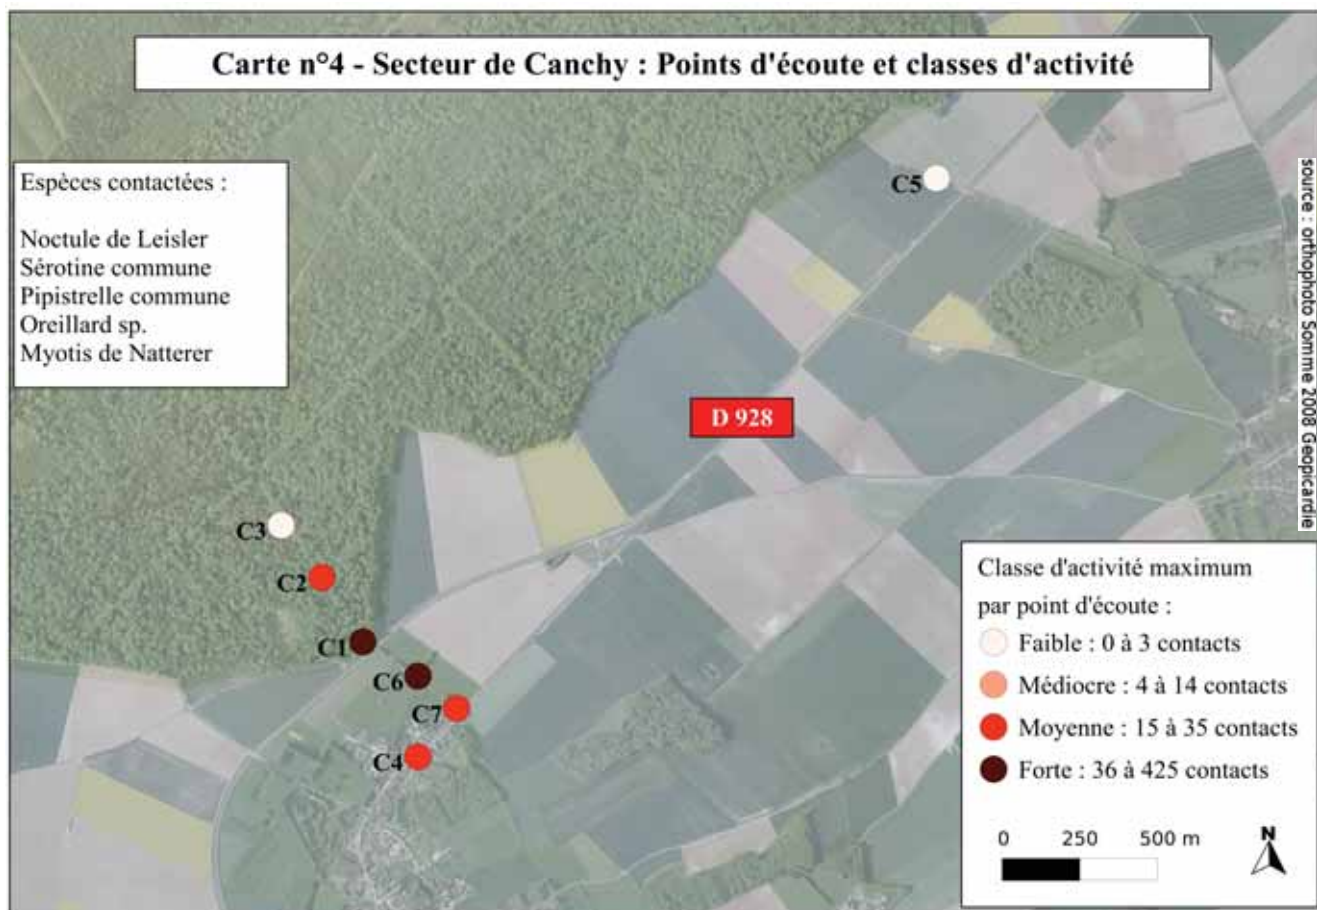 Carte n°4 - Secteur de Canchy : Points d'écoute et classes d'activité
Espèces contactées :
Noctule de Leisler
Sérotine commune
Pipistrelle commune
Oreillard sp.
Myotis de Natterer
C5
source : orthophoto Somme 2008 Geopicardie
D 928
C3
C2
C1
C6
C7
C4
Classe d'activité maximum
par point d'écoute :
Faible : 0 à 3 contacts
Médiocre : 4 à 14 contacts
Moyenne : 15 à 35 contacts
Forte : 36 à 425 contacts
0 250 500 m
N